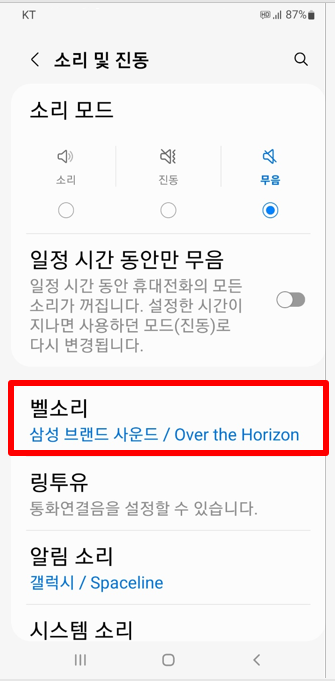 KT
87%
소리 및 진동
소리 모드
소리
진동
무음
일정 시간 동안만 무음
일정 시간 동안 휴대전화의 모든
소리가 꺼집니다. 설정한 시간이
지나면 사용하던 모드(진동)로
다시 변경됩니다.
벨소리
삼성 브랜드 사운드 / Over the Horizon
링투유
통화연결음을 설정할 수 있습니다.
알림 소리
갤럭시 / Spaceline
시스템 소리